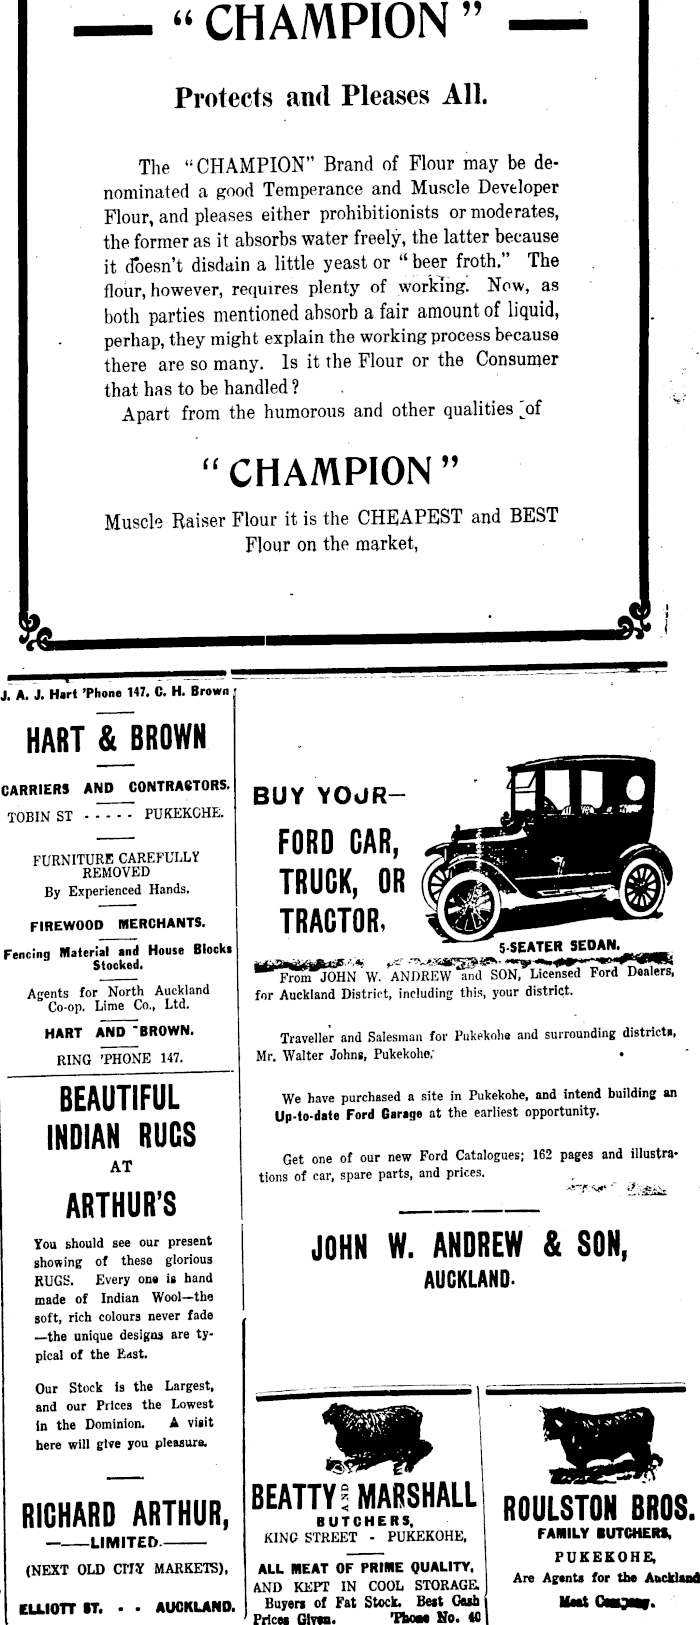 “CHAMPION”
Protects and Pleases All.
The “CHAMPION” Brand of Flour may be de-
nominated a good Temperance and Muscle Developer
Flour, and pleases either prohibitionists or moderates,
the former as it absorbs water freely, the latter because
it doesn't disdain a little yeast or “beer froth.” The
flour, however, requires plenty of working. Now, as
both parties mentioned absorb a fair amount of liquid,
perhap, they might explain the working process because
there are so many. Is it the Flour or the Consumer
that has to be handled?
Apart from the humorous and other qualities of
“CHAMPION”
Muscle Raiser Flour it is the CHEAPEST and BEST
Flour on the market,
J. A. J. Hart 'Phone 147. C. H. Brown
HART & BROWN
CARRIERS AND CONTRACTORS.
TOBIN ST - - - - - PUKEKOHE.
FURNITURE CAREFULLY
REMOVED
By Experienced Hands.
FIREWOOD MERCHANTS.
Fencing Material and House Blocks
Stocked.
Agents for North Auckland
Co-op. Lime Co., Ltd.
HART AND BROWN.
RING 'PHONE 147.
BEAUTIFUL
INDIAN RUGS
AT
ARTHUR'S
You should see our present
showing of these glorious
RUGS. Every one is hand
made of Indian Wool—the
soft, rich colours never fade
—the unique designs are ty-
pical of the East.
Our Stock is the Largest,
and our Prices the Lowest
in the Dominion. A visit
here will give you pleasure.
RICHARD ARTHUR,
LIMITED.
(NEXT OLD CITY MARKETS),
ELLIOTT ST. - - AUCKLAND.
BUY YOUR—
FORD CAR,
TRUCK, OR
TRACTOR,
5-SEATER SEDAN.
From JOHN W. ANDREW and SON, Licensed Ford Dealers,
for Auckland District, including this, your district.
Traveller and Salesman for Pukekohe and surrounding districts,
Mr. Walter Johns, Pukekohe.
We have purchased a site in Pukekohe, and intend building an
Up-to-date Ford Garage at the earliest opportunity.
Get one of our new Ford Catalogues; 162 pages and illustra-
tions of car, spare parts, and prices.
JOHN W. ANDREW & SON,
AUCKLAND.
BEATTY AND MARSHALL
BUTCHERS,
KING STREET - PUKEKOHE,
ALL MEAT OF PRIME QUALITY,
AND KEPT IN COOL STORAGE.
Buyers of Fat Stock. Best Cash
Prices Given. 'Phone No. 40
ROULSTON BROS.
FAMILY BUTCHERS,
PUKEKOHE,
Are Agents for the Auckland
Meat Company.